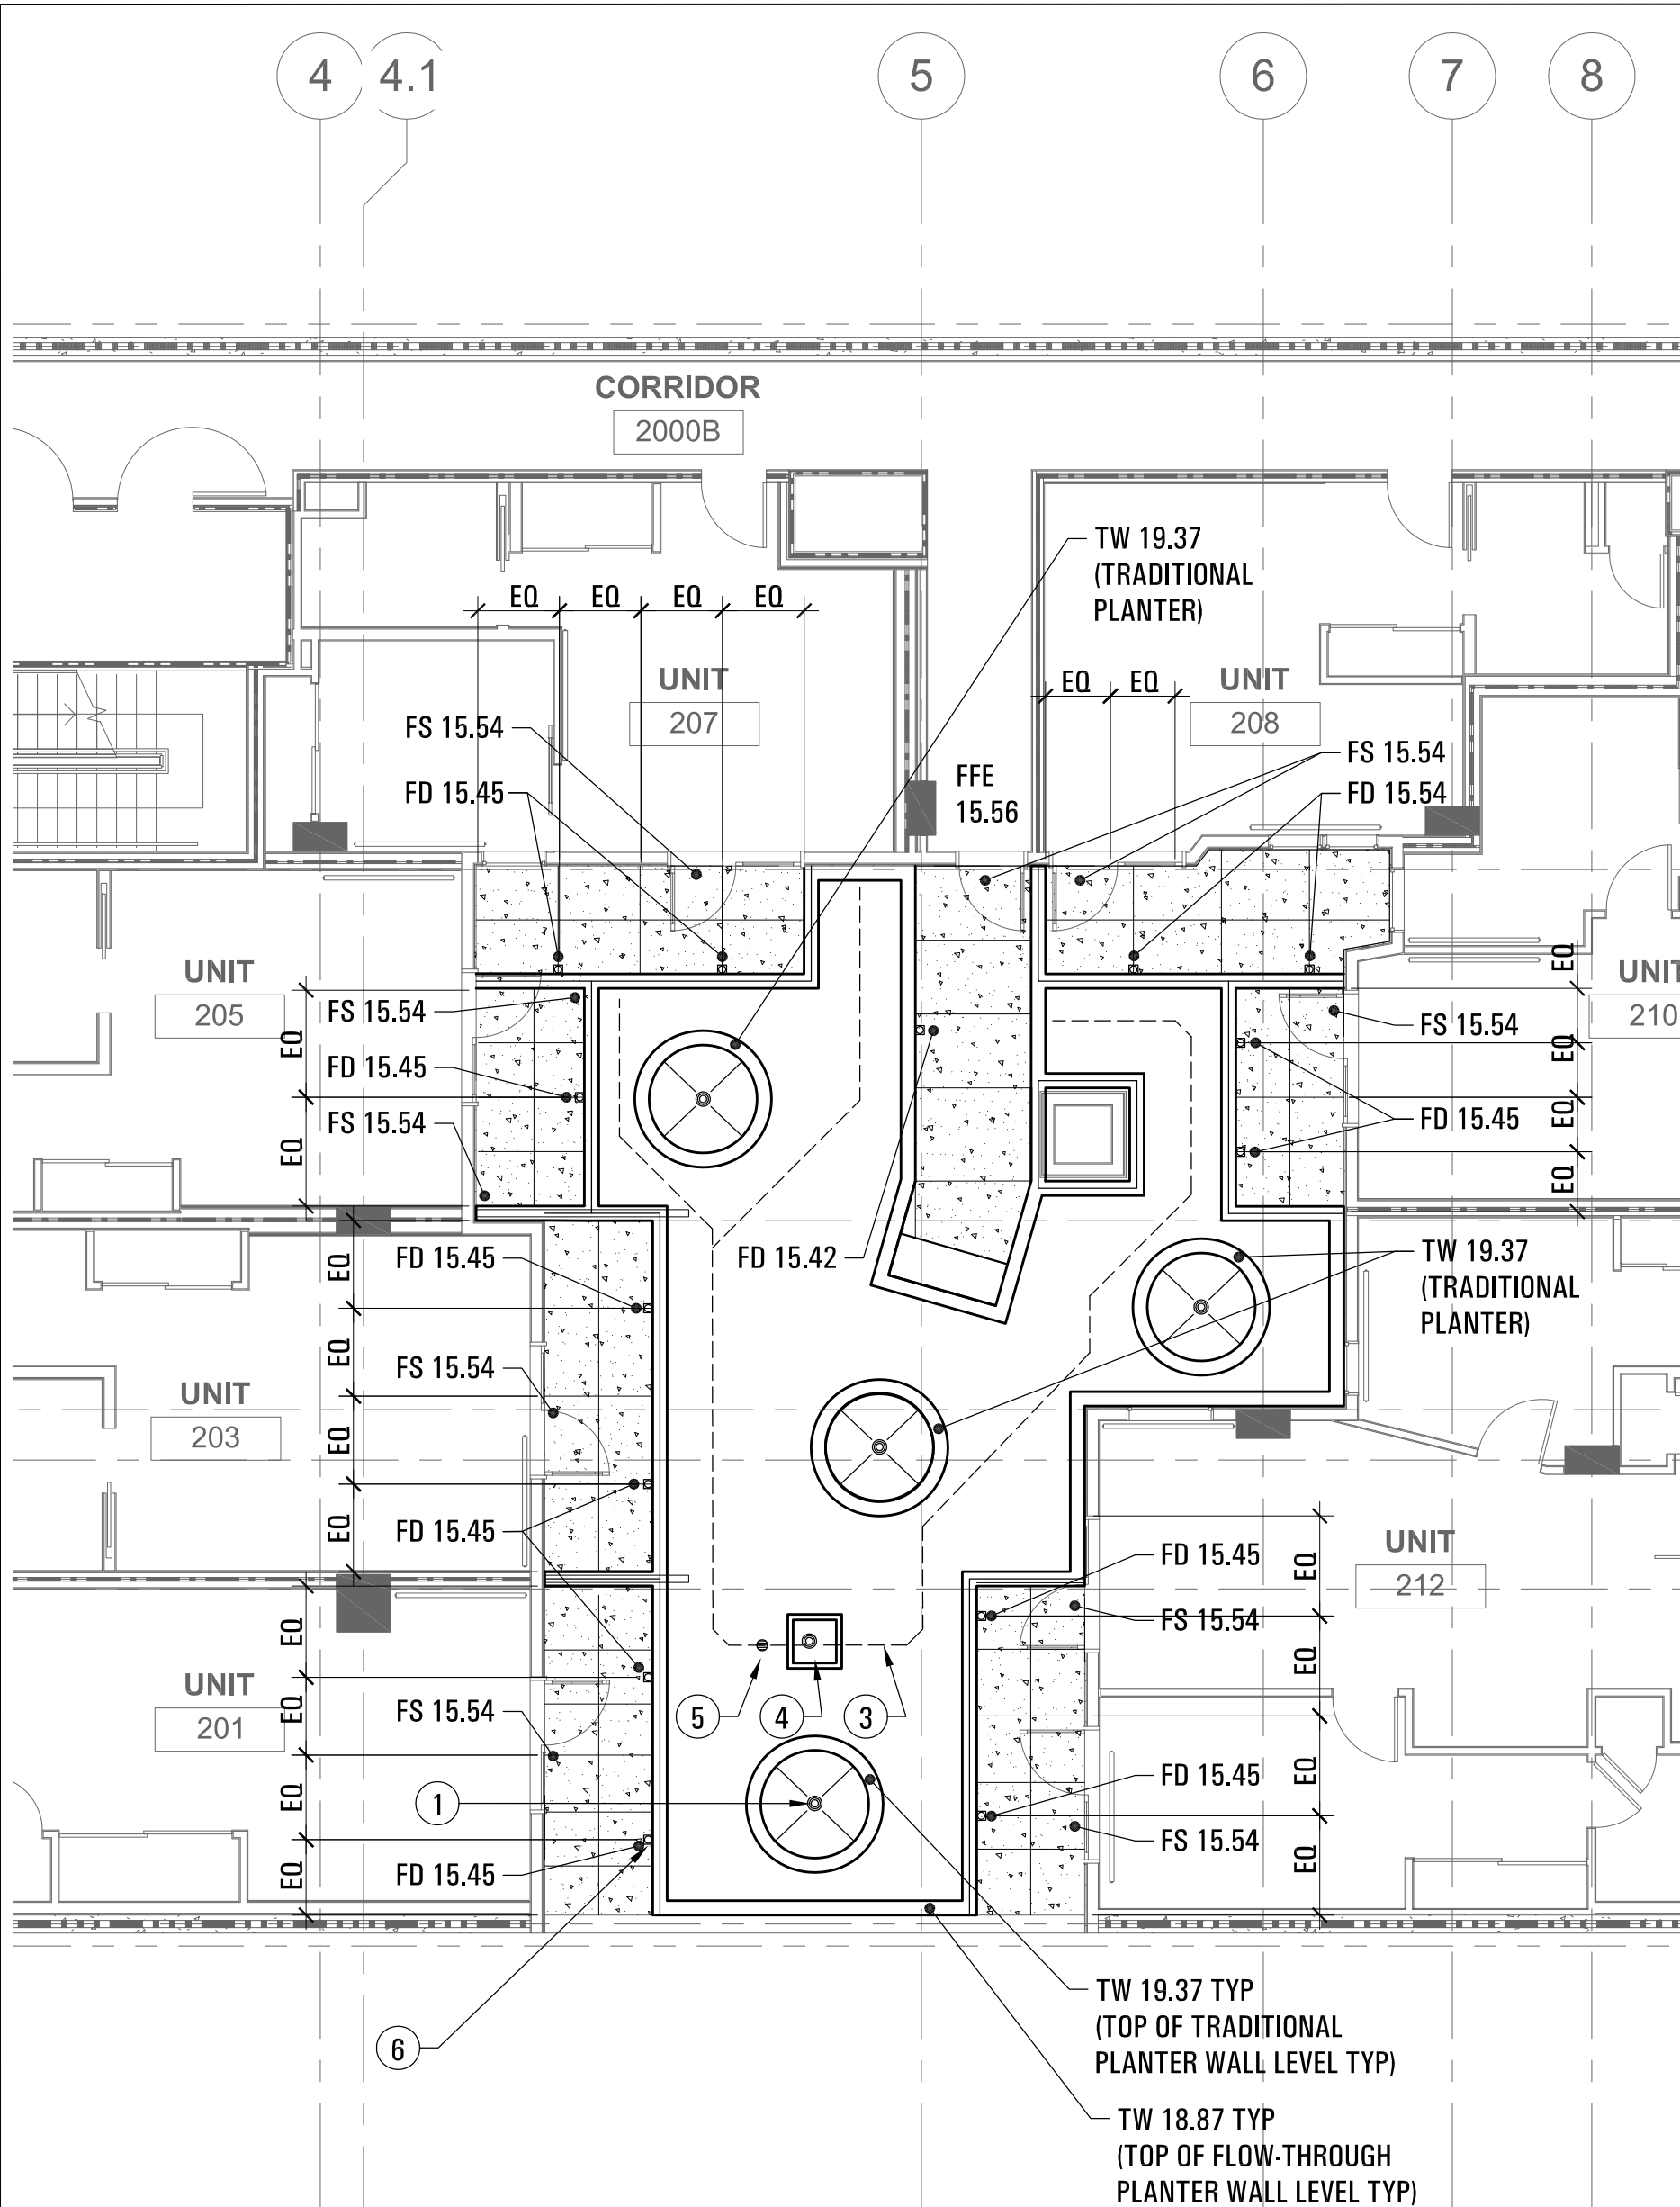 4
4.1
5
6
7
8
CORRIDOR
2000B
TW 19.37
(TRADITIONAL
PLANTER)
EQ
EQ
EQ
EQ
UNIT
207
EQ
EQ
UNIT
208
FS 15.54
FD 15.45
FFE
15.56
FS 15.54
FD 15.54
UNIT
205
EQ
EQ
FS 15.54
FD 15.45
FS 15.54
EQ
EQ
EQ
UNIT
210
FS 15.54
FD 15.45
FD 15.42
TW 19.37
(TRADITIONAL
PLANTER)
EQ
EQ
EQ
EQ
FD 15.45
FS 15.54
FD 15.45
UNIT
203
EQ
EQ
EQ
EQ
UNIT
212
FD 15.45
FS 15.54
FD 15.45
FS 15.54
UNIT
201
EQ
EQ
EQ
EQ
FS 15.54
FD 15.45
5
4
3
1
6
TW 19.37 TYP
(TOP OF TRADITIONAL
PLANTER WALL LEVEL TYP)
TW 18.87 TYP
(TOP OF FLOW-THROUGH
PLANTER WALL LEVEL TYP)